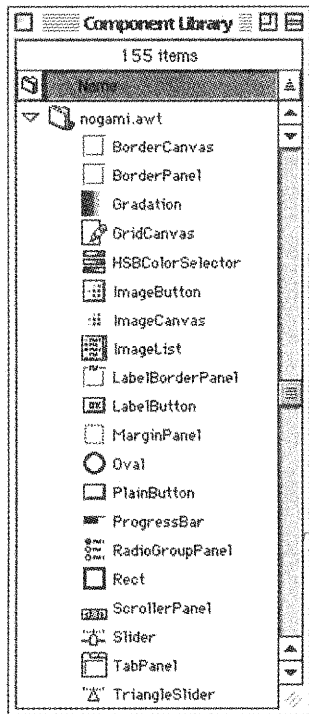 Component Library
155 items
Name
nogami.awt
BorderCanvas
BorderPanel
Gradation
GridCanvas
HSBColorSelector
ImageButton
ImageCanvas
ImageList
LabelBorderPanel
LabelButton
MarginPanel
Oval
PlainButton
ProgressBar
RadioGroupPanel
Rect
ScrollerPanel
Slider
TabPanel
TriangleSlider